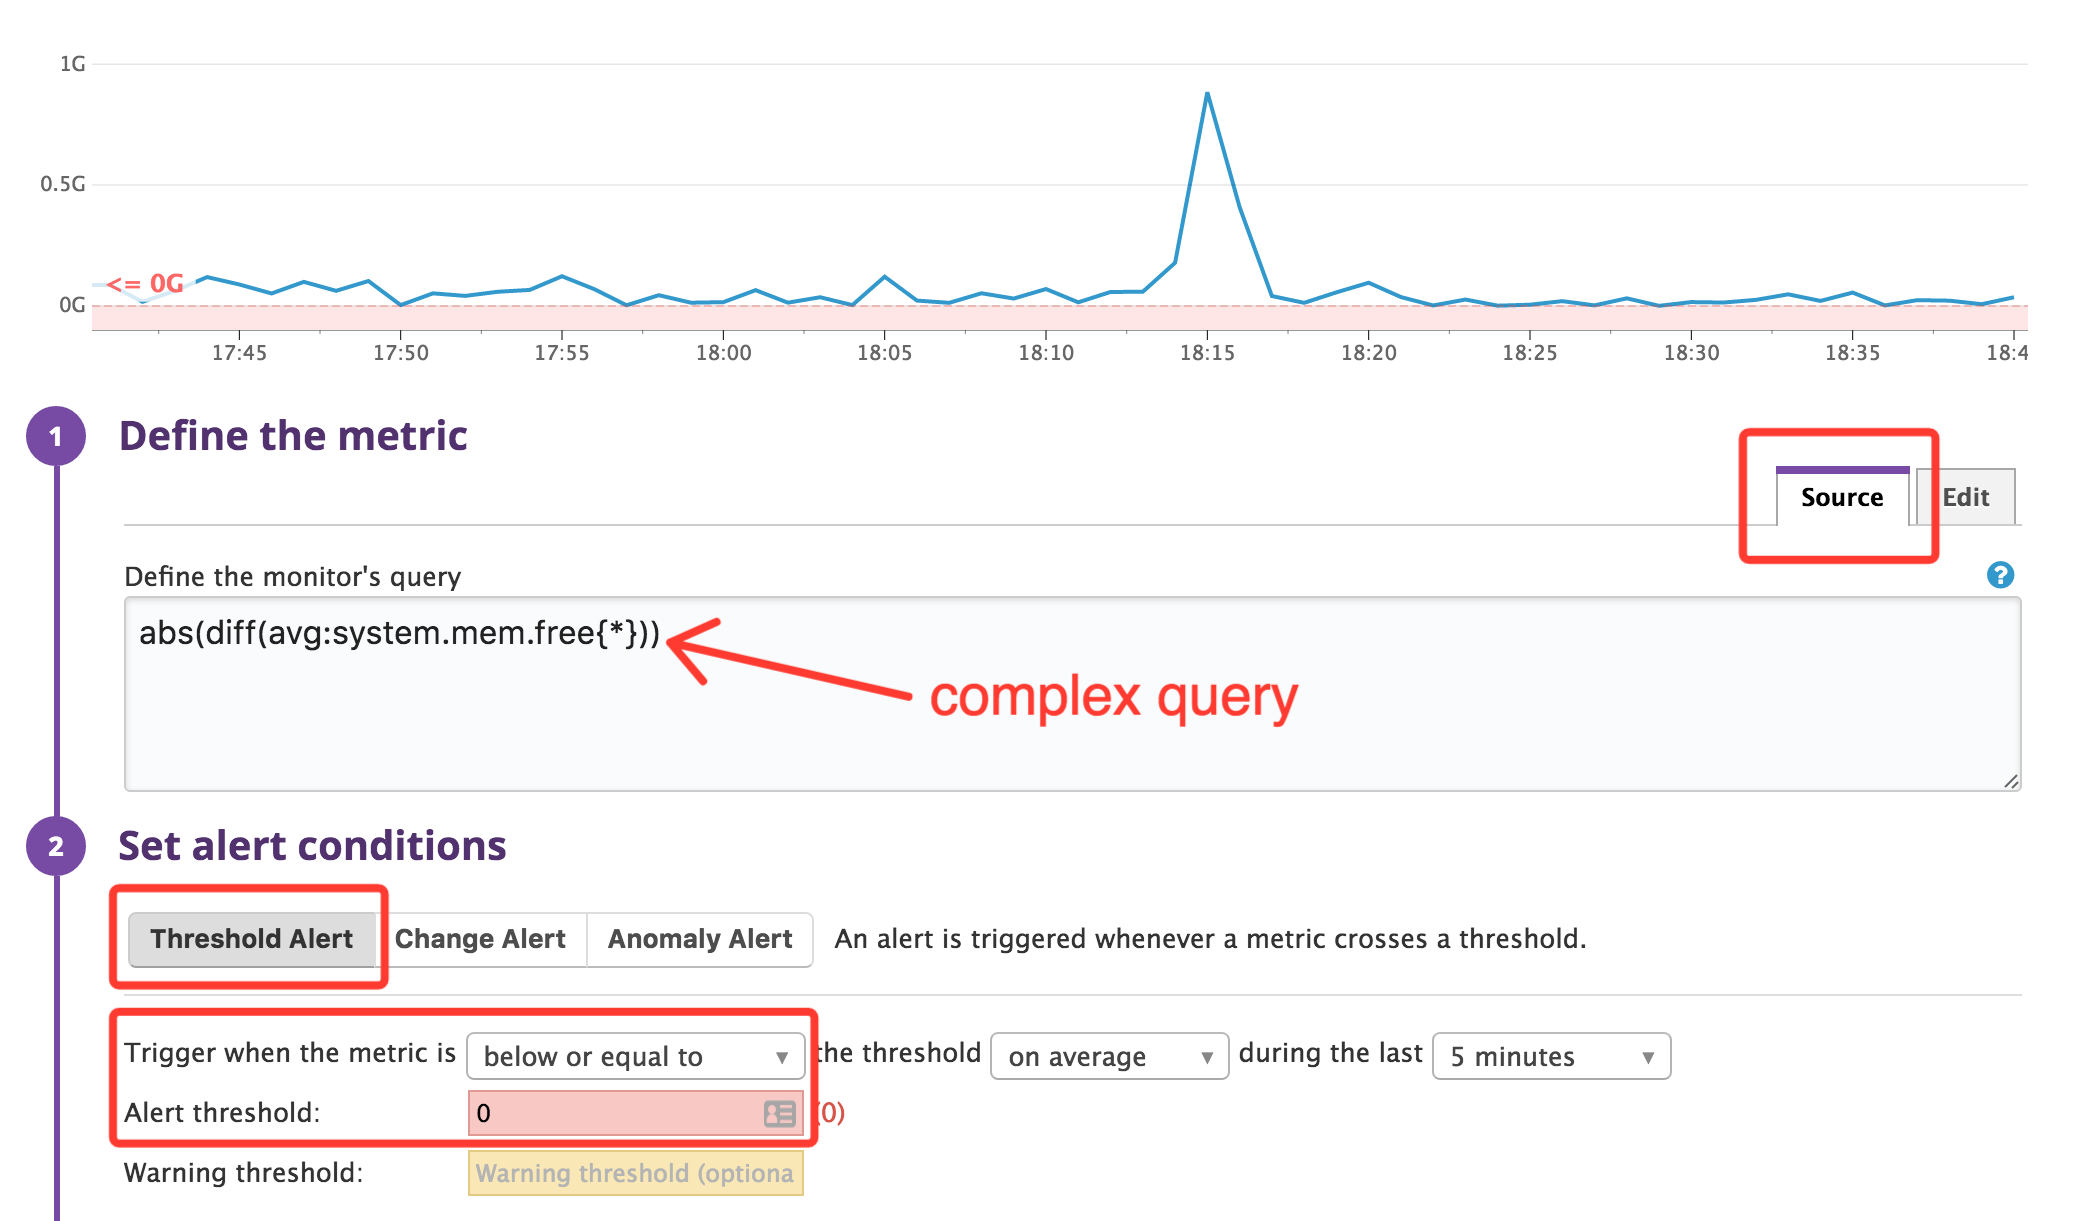 1G
0.5G
<= 0G
0G
17:45 17:50 17:55 18:00 18:05 18:10 18:15 18:20 18:25 18:30 18:35 18:4
1 Define the metric
Source Edit
Define the monitor's query ?
abs(diff(avg:system.mem.free{*}))
complex query
2 Set alert conditions
Threshold Alert Change Alert Anomaly Alert An alert is triggered whenever a metric crosses a threshold.
Trigger when the metric is below or equal to the threshold on average during the last 5 minutes
Alert threshold: 0 (0)
Warning threshold: Warning threshold (optiona